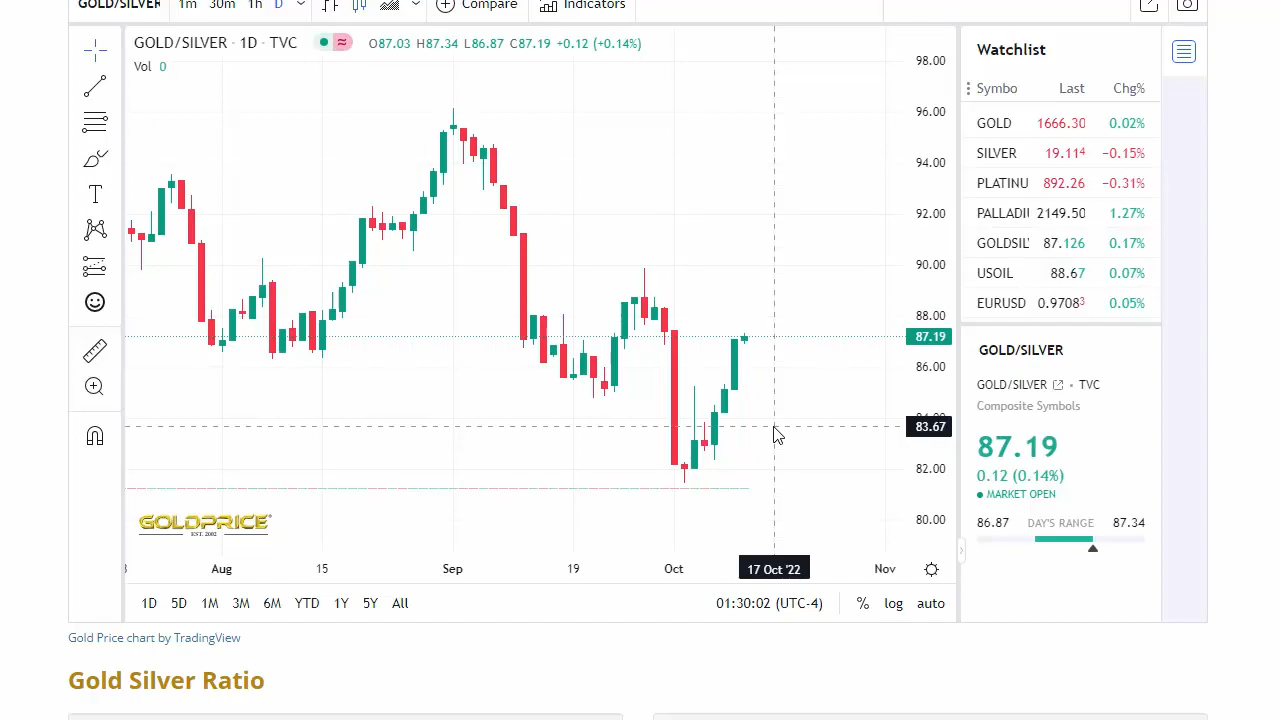 GOLD/SILVER 1m 30m 1h D Compare Indicators
GOLD/SILVER · 1D · TVC ≈ O87.03 H87.34 L86.87 C87.19 +0.12 (+0.14%)
Vol 0
98.00
96.00
94.00
92.00
90.00
88.00
87.19
86.00
84.00
83.67
82.00
80.00
GOLDPRICE
EST. 2002
Aug 15 Sep 19 Oct 17 Oct '22 Nov
1D 5D 1M 3M 6M YTD 1Y 5Y All 01:30:02 (UTC-4) % log auto
Watchlist
Symbo Last Chg%
GOLD 1666.30 0.02%
SILVER 19.114 −0.15%
PLATINU 892.26 −0.31%
PALLADIU 2149.50 1.27%
GOLDSIL 87.126 0.17%
USOIL 88.67 0.07%
EURUSD 0.97083 0.05%
GOLD/SILVER
GOLD/SILVER • TVC
Composite Symbols
87.19
0.12 (0.14%)
● MARKET OPEN
86.87 DAY'S RANGE 87.34
Gold Price chart by TradingView
Gold Silver Ratio